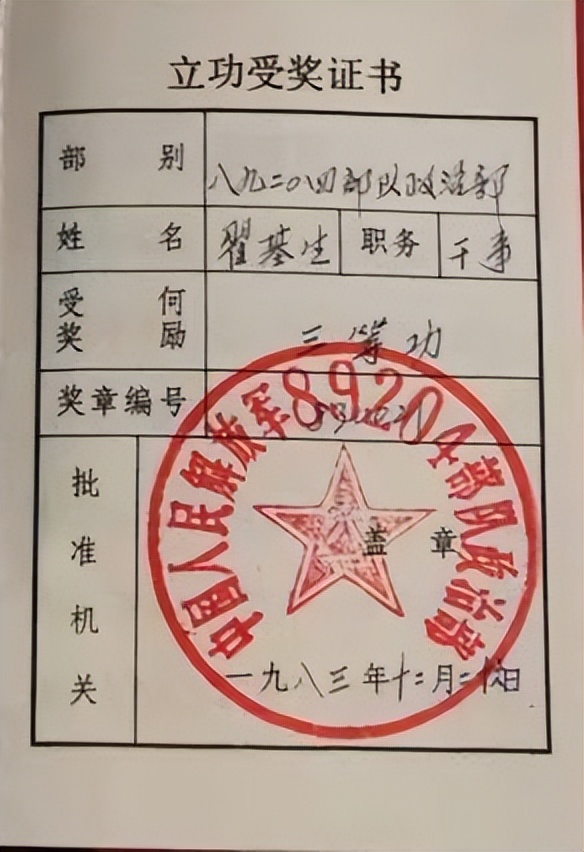 立功受奖证书
部别 八九二〇四部队政治部
姓名 翟基生 职务 干事
受何奖励 三等功
奖章编号
批准机关
中国人民解放军89204部队政治部
盖章
一九八三年十二月二十日